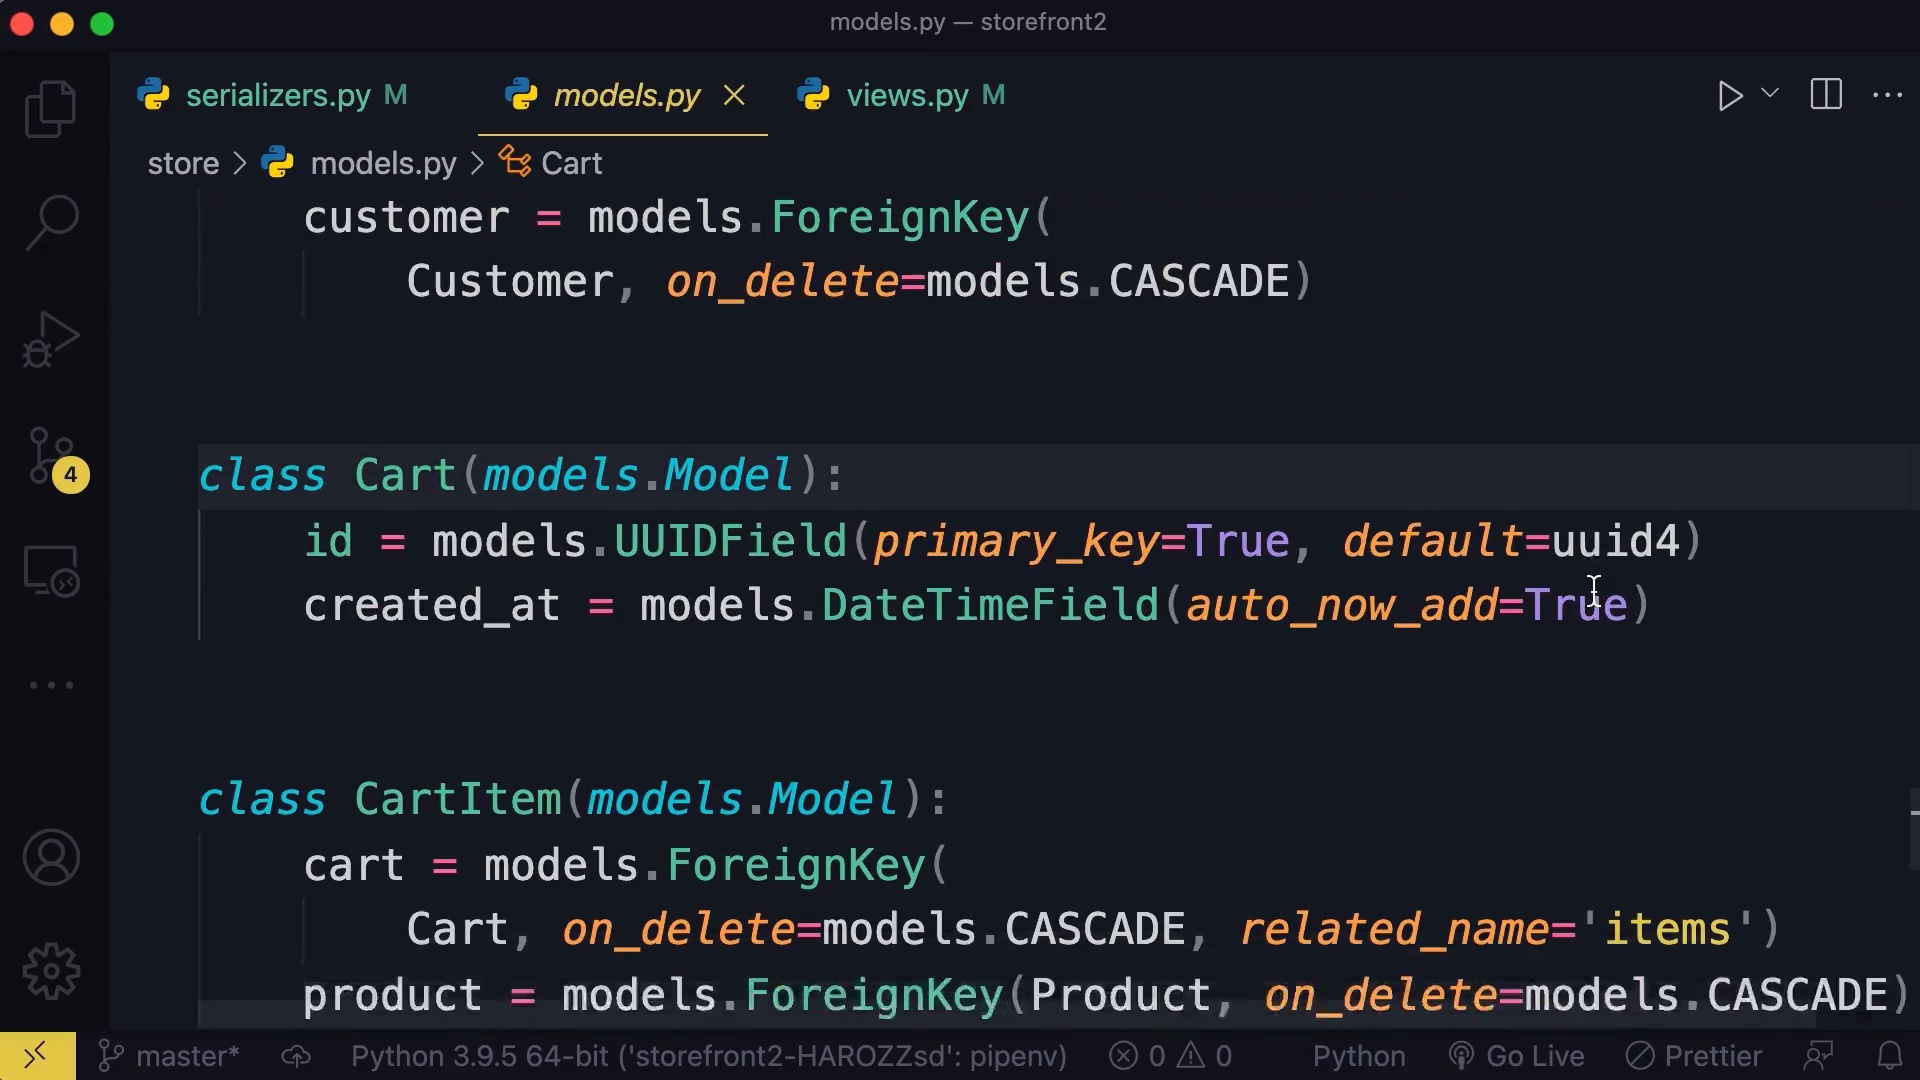 models.py — storefront2
serializers.py M models.py views.py M
store > models.py > Cart
customer = models.ForeignKey(
Customer, on_delete=models.CASCADE)
class Cart(models.Model):
id = models.UUIDField(primary_key=True, default=uuid4)
created_at = models.DateTimeField(auto_now_add=True)
4
class CartItem(models.Model):
cart = models.ForeignKey(
Cart, on_delete=models.CASCADE, related_name='items')
product = models.ForeignKey(Product, on_delete=models.CASCADE)
master* Python 3.9.5 64-bit ('storefront2-HAROZZsd': pipenv) 0 0 Python Go Live Prettier